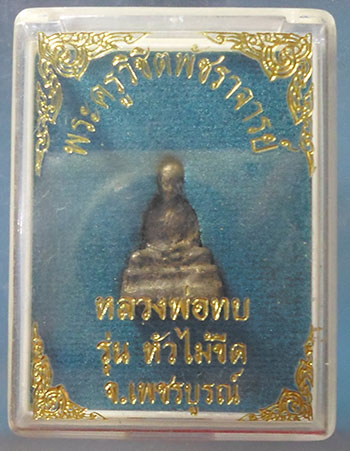 พระครูวิชิตพัชราจารย์
หลวงพ่อทบ
รุ่น หัวไม้ขีด
จ.เพชรบูรณ์